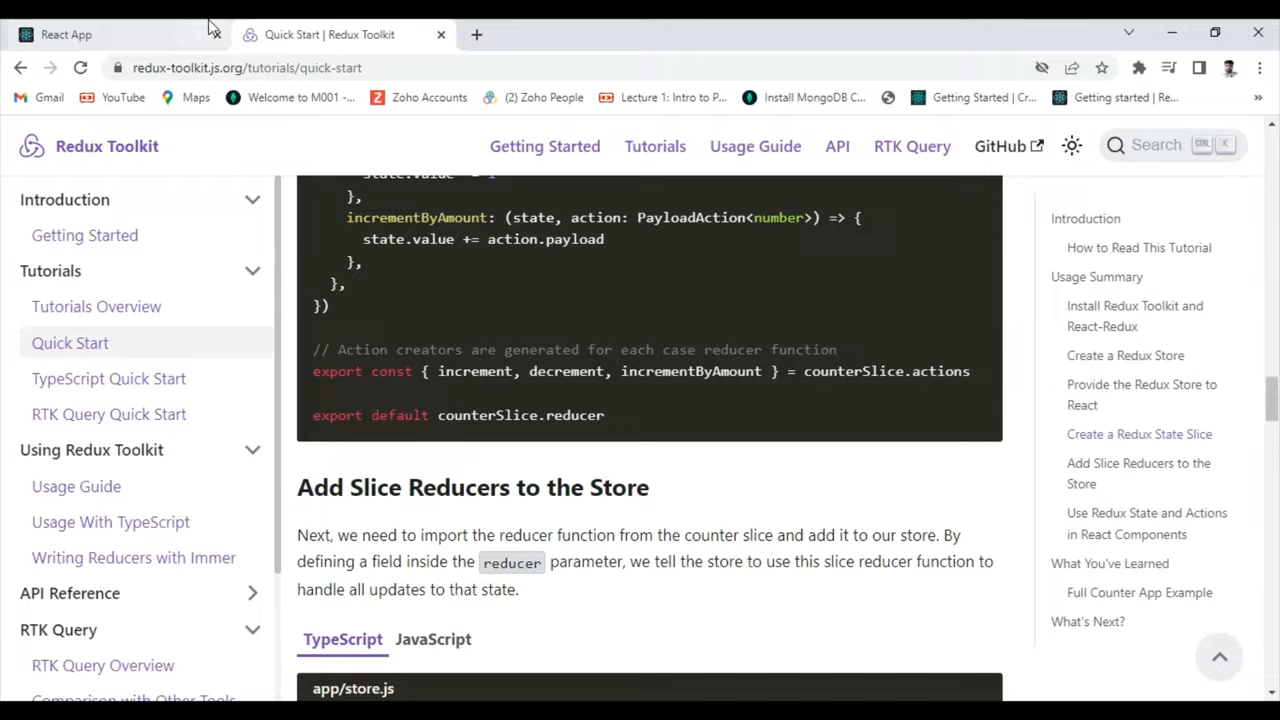 React App
Quick Start | Redux Toolkit
redux-toolkit.js.org/tutorials/quick-start
Gmail
YouTube
Maps
Welcome to M001 -...
Zoho Accounts
(2) Zoho People
Lecture 1: Intro to P...
Install MongoDB C...
Getting Started | Cr...
Getting started | Re...
»
Redux Toolkit
Getting Started
Tutorials
Usage Guide
API
RTK Query
GitHub
Search
CTRL
K
Introduction
Getting Started
Tutorials
Tutorials Overview
Quick Start
TypeScript Quick Start
RTK Query Quick Start
Using Redux Toolkit
Usage Guide
Usage With TypeScript
Writing Reducers with Immer
API Reference
RTK Query
RTK Query Overview
Comparison with Other Tools
state.value -= 1
},
incrementByAmount: (state, action: PayloadAction<number>) => {
state.value += action.payload
},
},
})
// Action creators are generated for each case reducer function
export const { increment, decrement, incrementByAmount } = counterSlice.actions
export default counterSlice.reducer
Add Slice Reducers to the Store
Next, we need to import the reducer function from the counter slice and add it to our store. By
defining a field inside the reducer parameter, we tell the store to use this slice reducer function to
handle all updates to that state.
TypeScript
JavaScript
app/store.js
Introduction
How to Read This Tutorial
Usage Summary
Install Redux Toolkit and
React-Redux
Create a Redux Store
Provide the Redux Store to
React
Create a Redux State Slice
Add Slice Reducers to the
Store
Use Redux State and Actions
in React Components
What You've Learned
Full Counter App Example
What's Next?